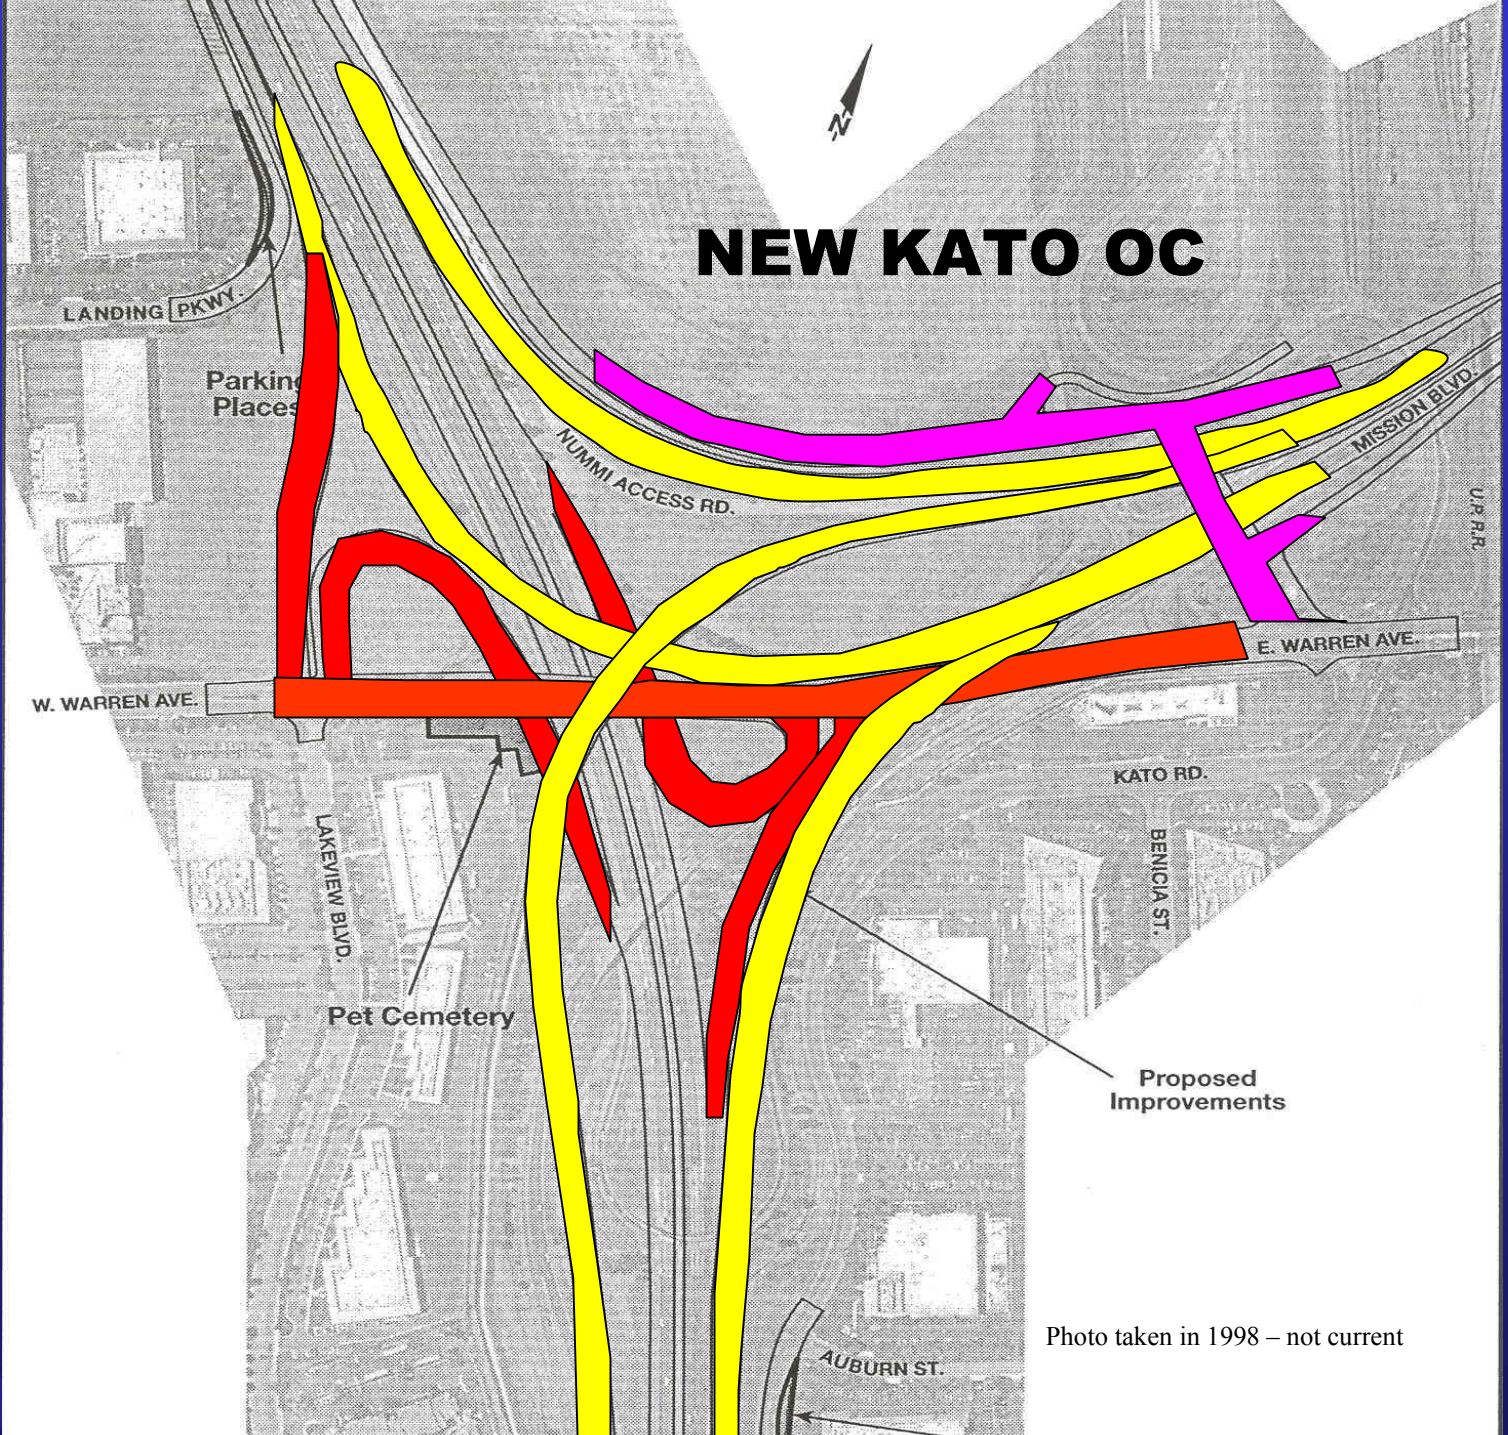 -N-
NEW KATO OC
LANDING PKWY.
Parking
Places
MISSION BLVD.
NUMMI ACCESS RD.
U.P. R.R.
E. WARREN AVE.
W. WARREN AVE.
KATO RD.
LAKEVIEW BLVD.
BENICIA ST.
Pet Cemetery
Proposed
Improvements
Photo taken in 1998 – not current
AUBURN ST.